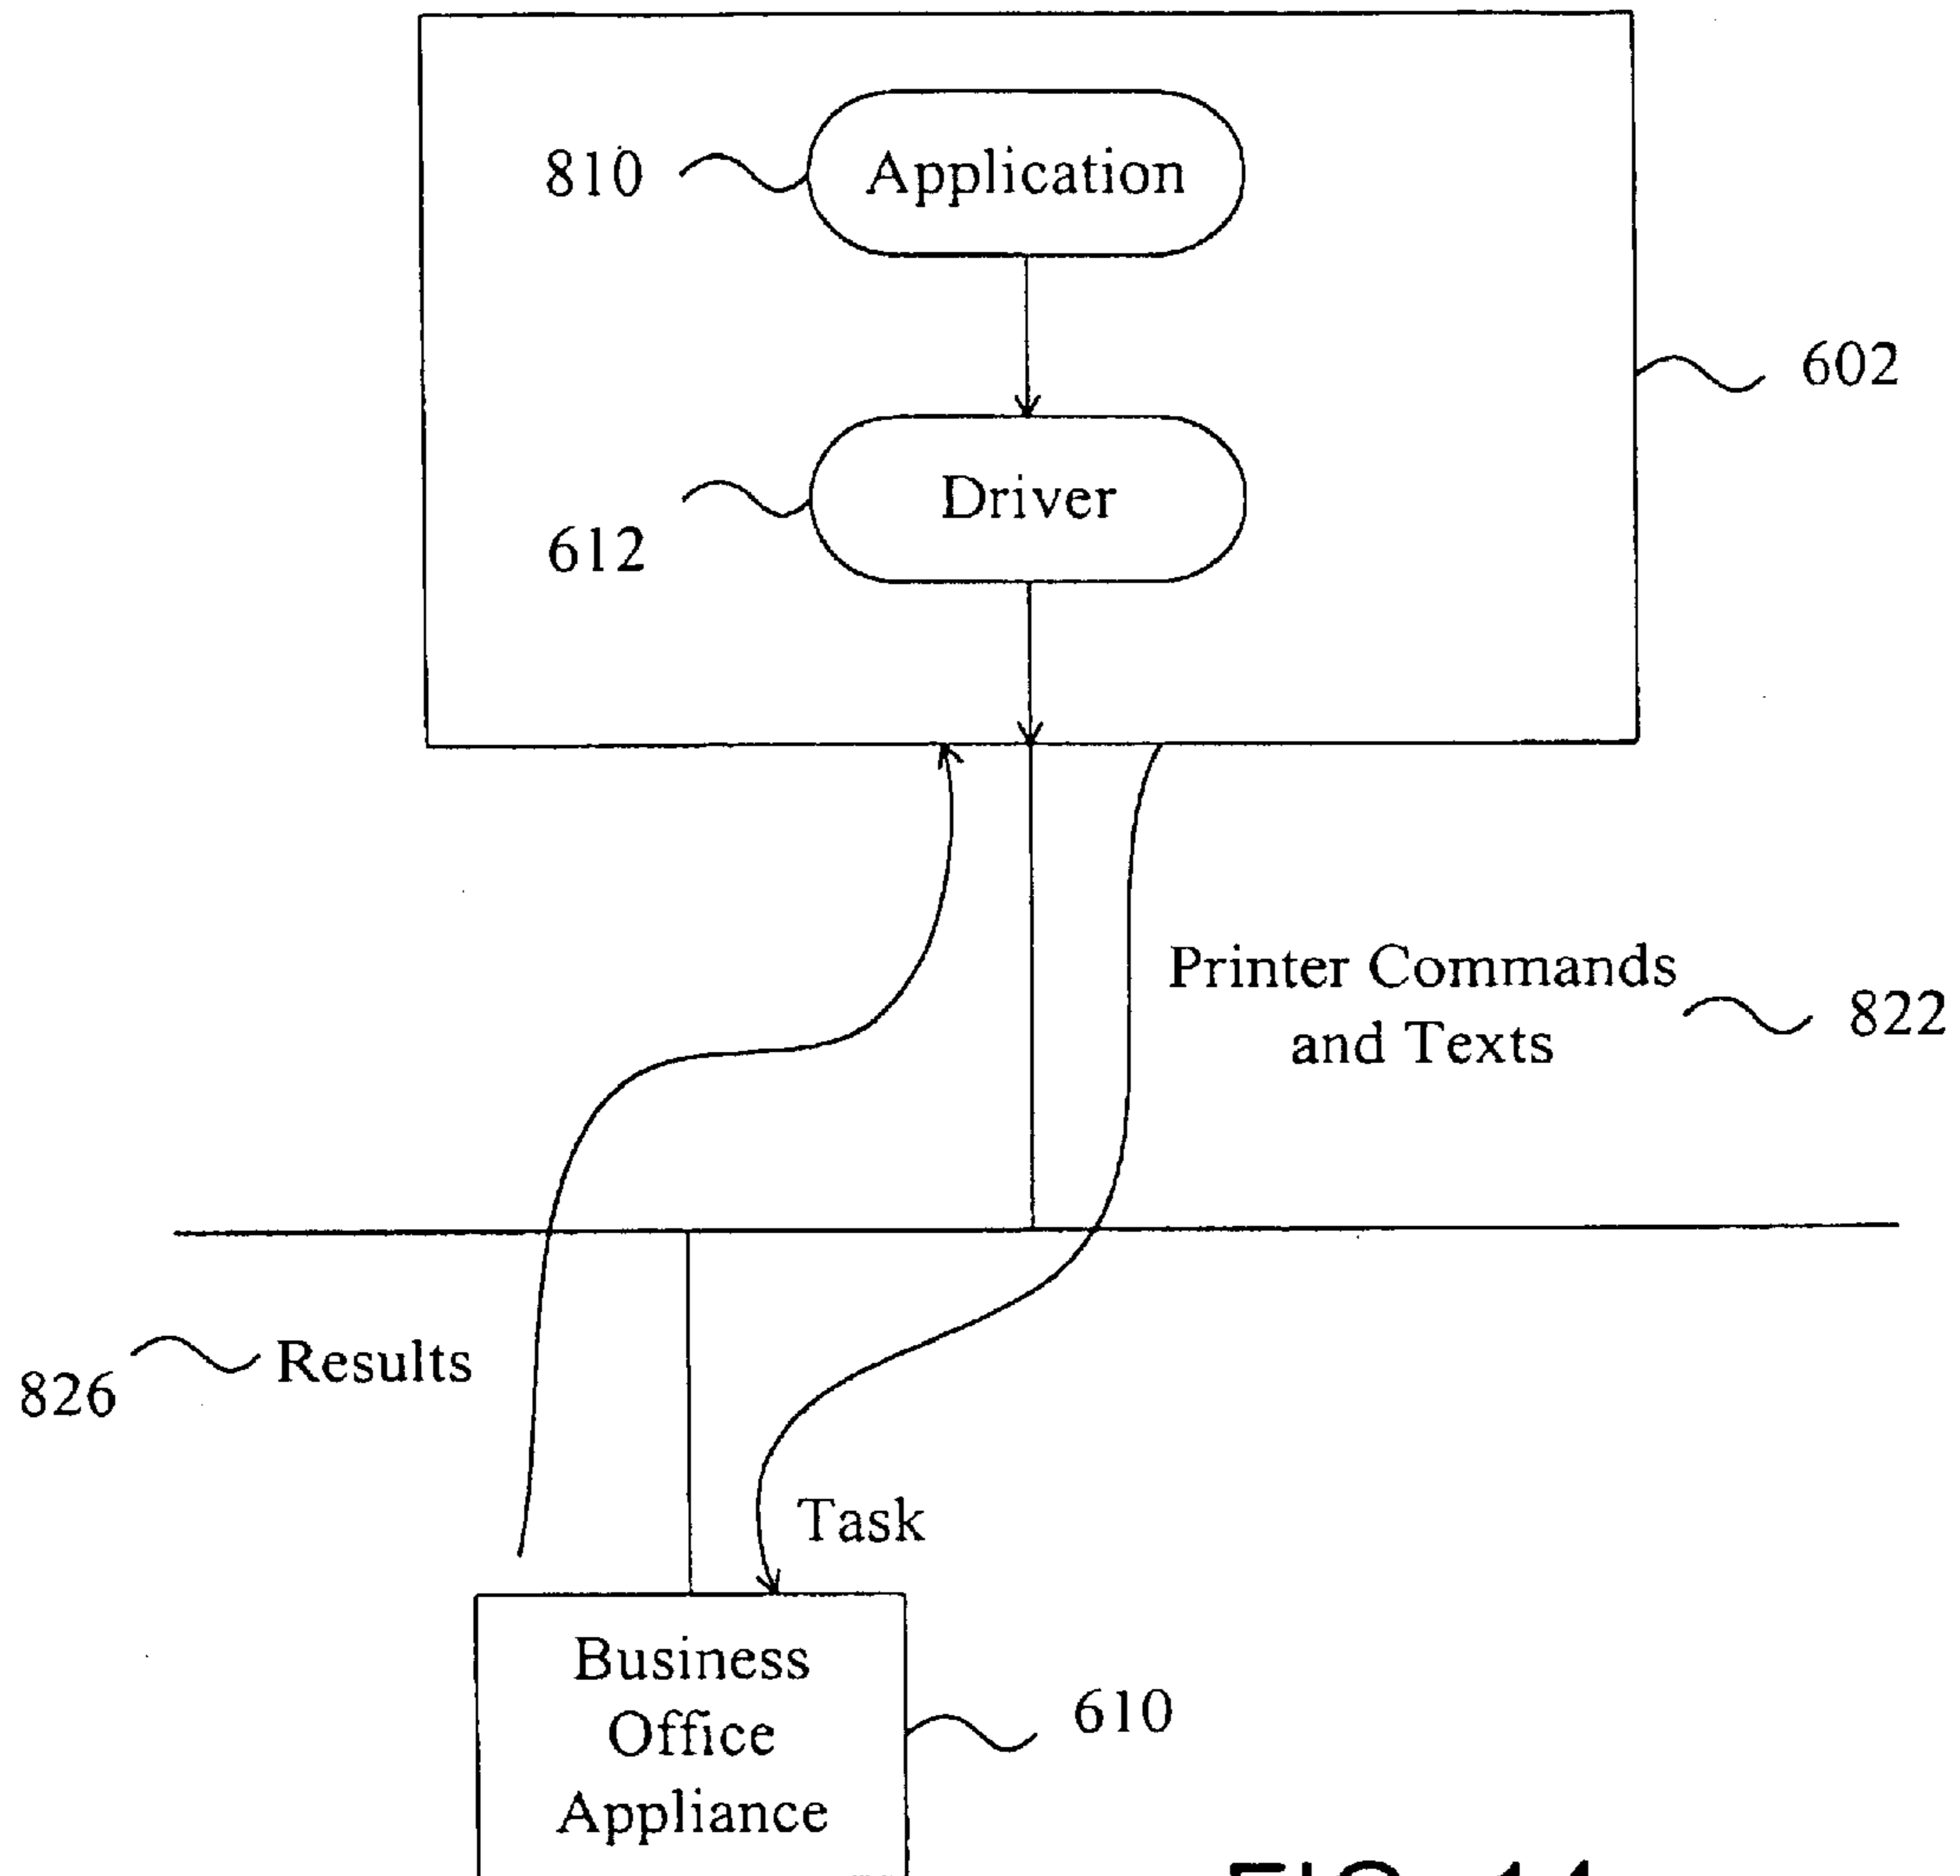 810 Application
602
Driver
612
Printer Commands
and Texts
822
Results
826
Task
Business
Office
Appliance
610